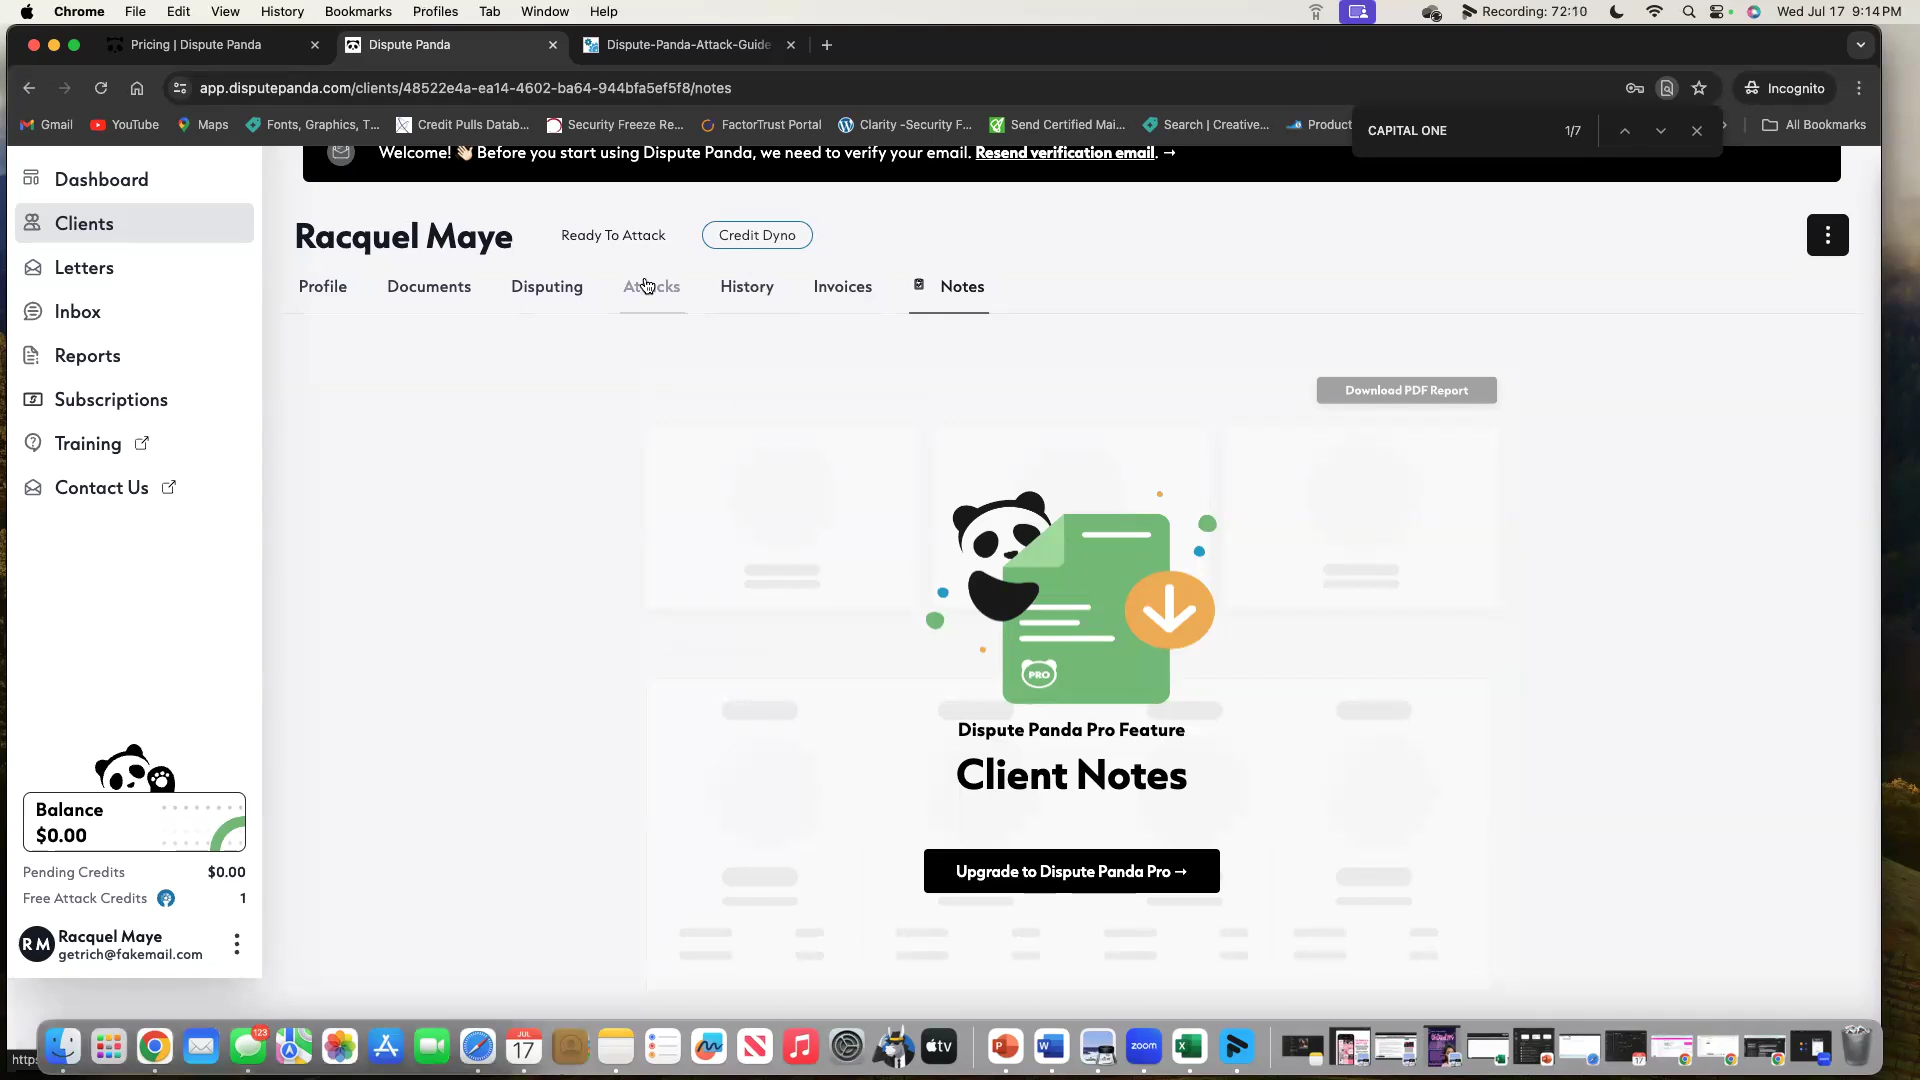 Chrome File Edit View History Bookmarks Profiles Tab Window Help Recording: 72:10 Wed Jul 17 9:14 PM
Pricing | Dispute Panda Dispute Panda Dispute-Panda-Attack-Guide
app.disputepanda.com/clients/48522e4a-ea14-4602-ba64-944bfa5ef5f8/notes Incognito
Gmail YouTube Maps Fonts, Graphics, T... Credit Pulls Datab... Security Freeze Re... FactorTrust Portal Clarity -Security F... Send Certified Mai... Search | Creative... Product All Bookmarks
CAPITAL ONE 1/7
Welcome! 👋🏻 Before you start using Dispute Panda, we need to verify your email. Resend verification email. →
Dashboard
Clients
Letters
Inbox
Reports
Subscriptions
Training
Contact Us
Racquel Maye Ready To Attack Credit Dyno
Profile Documents Disputing Attacks History Invoices Notes
Download PDF Report
PRO
Dispute Panda Pro Feature
Client Notes
Upgrade to Dispute Panda Pro →
Balance
$0.00
Pending Credits $0.00
Free Attack Credits 1
RM Racquel Maye
getrich@fakemail.com
123
JUL
17
tv
zoom
http